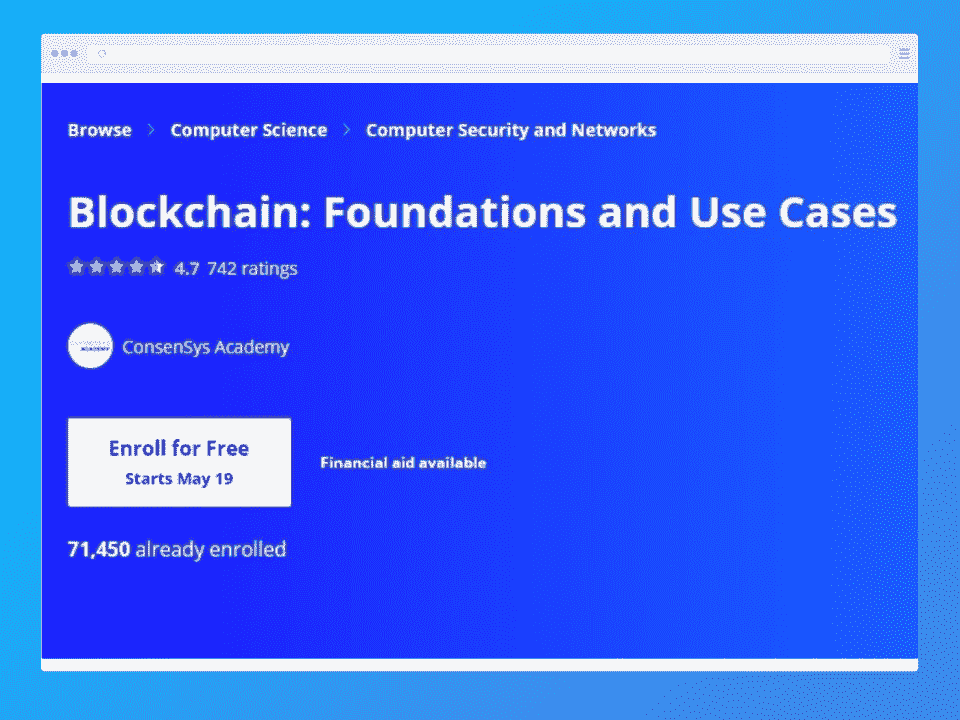 Browse > Computer Science > Computer Security and Networks
Blockchain: Foundations and Use Cases
4.7 742 ratings
ConsenSys Academy
Enroll for Free
Starts May 19
Financial aid available
71,450 already enrolled